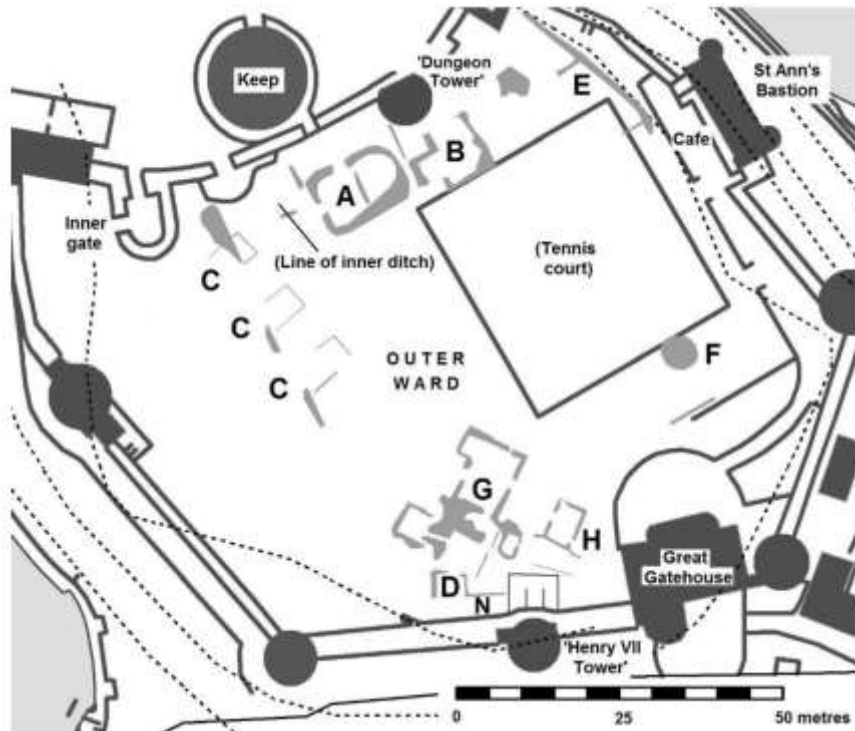 Keep
'Dungeon
Tower'
E
St Ann's
Bastion
Cafe
B
A
Inner
gate
(Line of inner ditch)
C
(Tennis
court)
C
OUTER
WARD
C
F
G
H
Great
Gatehouse
D
N
'Henry VII
Tower'
0
25
50 metres